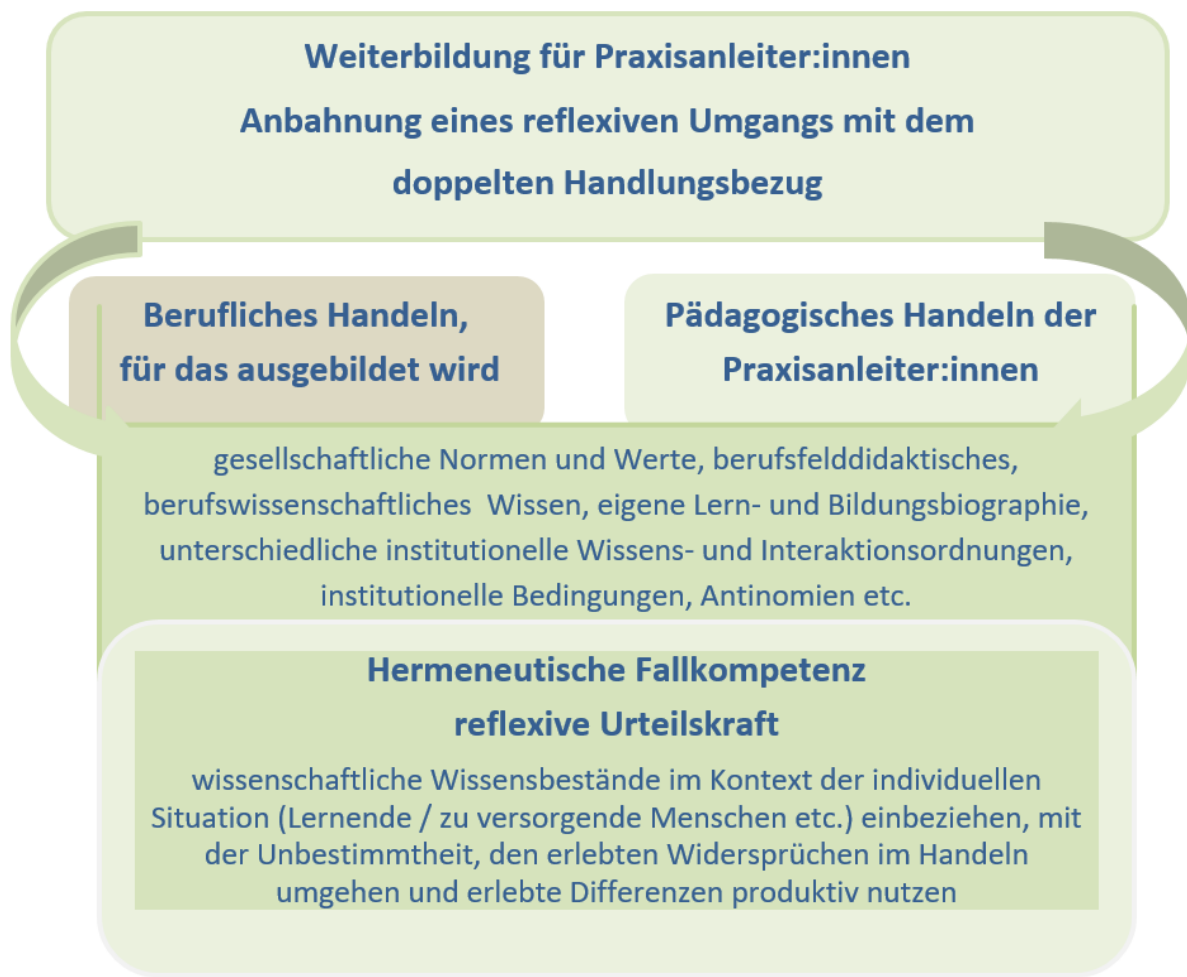 Weiterbildung für Praxisanleiter:innen
Anbahnung eines reflexiven Umgangs mit dem
doppelten Handlungsbezug
Berufliches Handeln,
für das ausgebildet wird
Pädagogisches Handeln der
Praxisanleiter:innen
gesellschaftliche Normen und Werte, berufsfelddidaktisches,
berufswissenschaftliches Wissen, eigene Lern- und Bildungsbiographie,
unterschiedliche institutionelle Wissens- und Interaktionsordnungen,
institutionelle Bedingungen, Antinomien etc.
Hermeneutische Fallkompetenz
reflexive Urteilskraft
wissenschaftliche Wissensbestände im Kontext der individuellen
Situation (Lernende / zu versorgende Menschen etc.) einbeziehen, mit
der Unbestimmtheit, den erlebten Widersprüchen im Handeln
umgehen und erlebte Differenzen produktiv nutzen